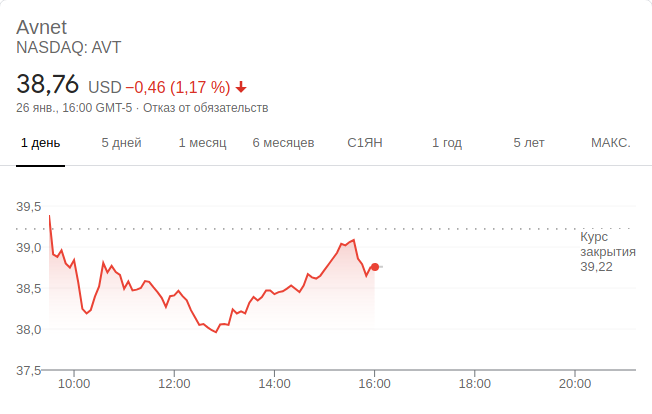 Avnet
NASDAQ: AVT
38,76 USD −0,46 (1,17 %)
26 янв., 16:00 GMT-5 · Отказ от обязательств
1 день 5 дней 1 месяц 6 месяцев С1ЯН 1 год 5 лет МАКС.
39,5
Курс
закрытия
39,22
39,0
38,5
38,0
37,5
10:00 12:00 14:00 16:00 18:00 20:00